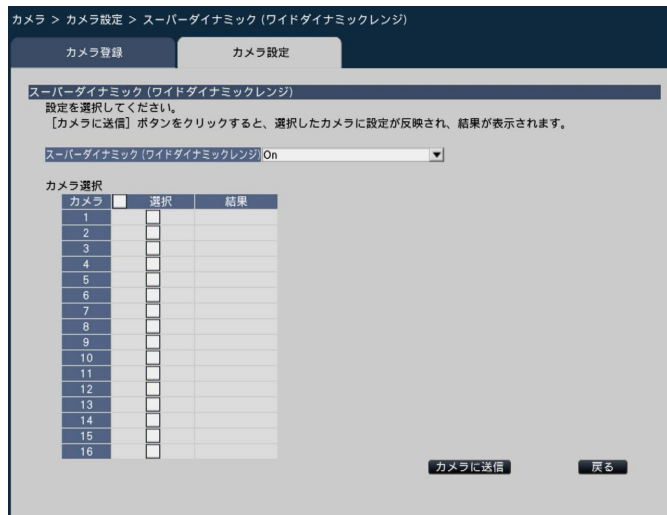 カメラ > カメラ設定 > スーパーダイナミック (ワイドダイナミックレンジ)
カメラ登録
カメラ設定
スーパーダイナミック (ワイドダイナミックレンジ)
設定を選択してください。
［カメラに送信］ボタンをクリックすると、選択したカメラに設定が反映され、結果が表示されます。
スーパーダイナミック (ワイドダイナミックレンジ) On
カメラ選択
カメラ 選択 結果
1
2
3
4
5
6
7
8
9
10
11
12
13
14
15
16
カメラに送信 戻る